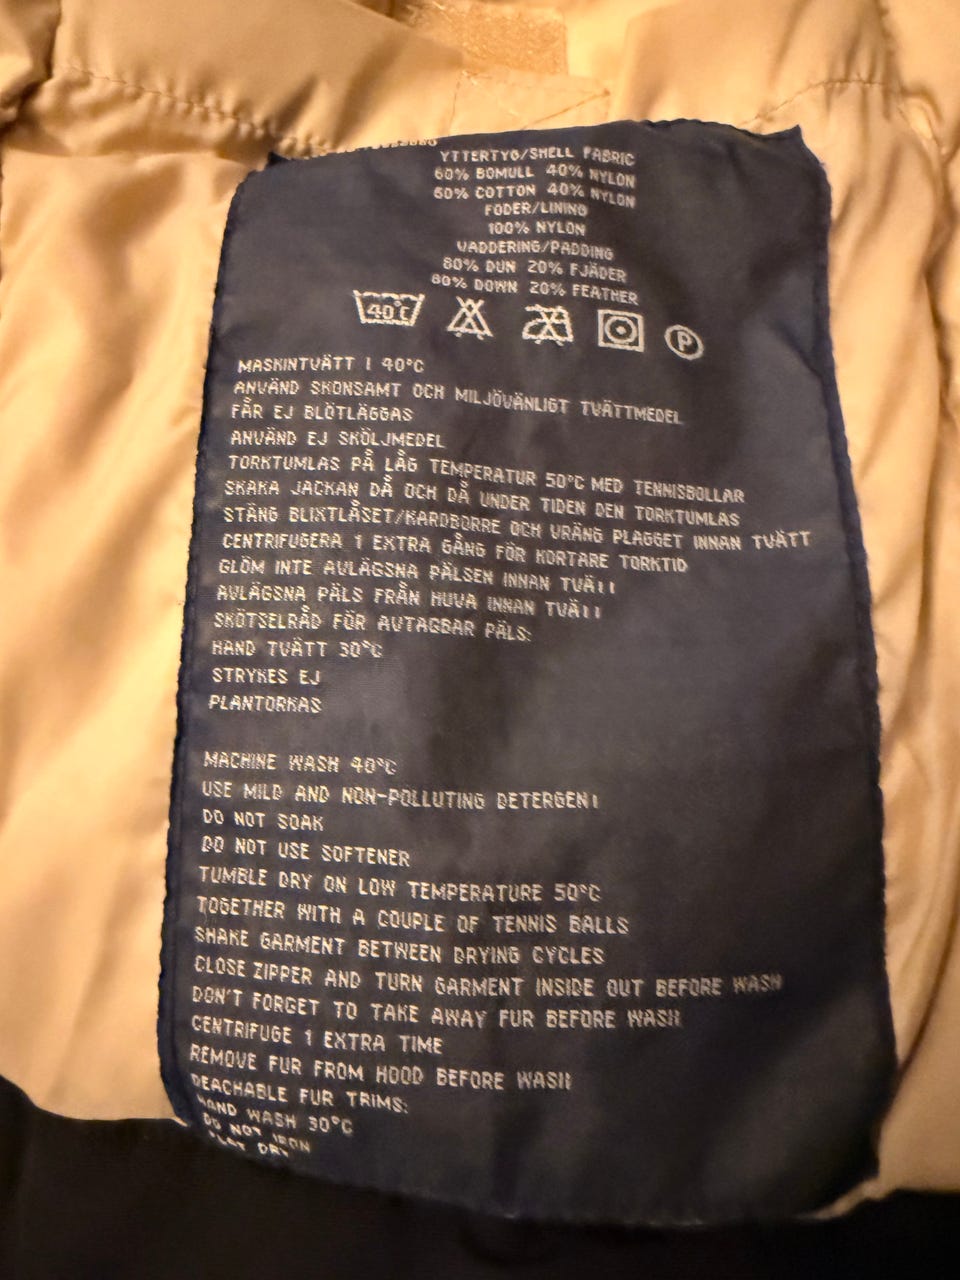 YTTERTYG/SHELL FABRIC
60% BOMULL 40% NYLON
60% COTTON 40% NYLON
FODER/LINING
100% NYLON
VADDERING/PADDING
80% DUN 20% FJÄDER
80% DOWN 20% FEATHER
40°C P
MASKINTVÄTT I 40°C
ANVÄND SKONSAMT OCH MILJÖVÄNLIGT TVÄTTMEDEL
FÅR EJ BLÖTLÄGGAS
ANVÄND EJ SKÖLJMEDEL
TORKTUMLAS PÅ LÅG TEMPERATUR 50°C MED TENNISBOLLAR
SKAKA JACKAN DÅ OCH DÅ UNDER TIDEN DEN TORKTUMLAS
STÄNG BLIXTLÅSET/KARDBORRE OCH VRÄNG PLAGGET INNAN TVÄTT
CENTRIFUGERA 1 EXTRA GÅNG FÖR KORTARE TORKTID
GLÖM INTE AVLÄGSNA PÄLSEN INNAN TVÄTT
AVLÄGSNA PÄLS FRÅN HUVA INNAN TVÄTT
SKÖTSELRÅD FÖR AVTAGBAR PÄLS:
HAND TVÄTT 30°C
STRYKES EJ
PLANTORKAS
MACHINE WASH 40°C
USE MILD AND NON-POLLUTING DETERGENT
DO NOT SOAK
DO NOT USE SOFTENER
TUMBLE DRY ON LOW TEMPERATURE 50°C
TOGETHER WITH A COUPLE OF TENNIS BALLS
SHAKE GARMENT BETWEEN DRYING CYCLES
CLOSE ZIPPER AND TURN GARMENT INSIDE OUT BEFORE WASH
DON'T FORGET TO TAKE AWAY FUR BEFORE WASH
CENTRIFUGE 1 EXTRA TIME
REMOVE FUR FROM HOOD BEFORE WASH
DEACHABLE FUR TRIMS:
HAND WASH 30°C
DO NOT IRON
FLAT DRY